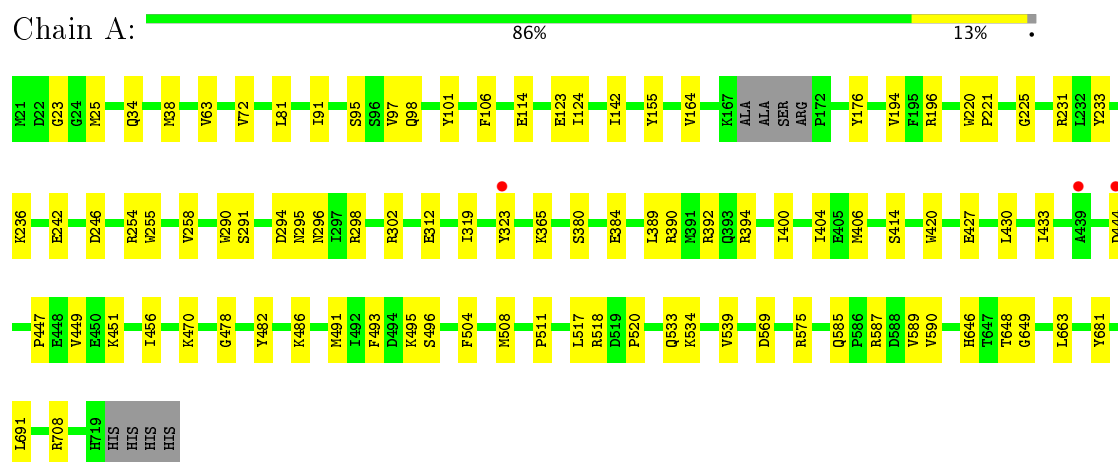 Chain A:
86% 13% •
M21 D22 G23 G24 M25 Q34 M38 V63 V72 L81 I91 S95 S96 V97 Q98 Y101 F106 E114 E123 I124 I142 Y155 V164 K167 ALA ALA SER ARG P172 Y176 V194 F195 R196 W220 P221 G225 R231 L232 Y233
K236 E242 D246 R254 W255 V258 W290 S291 D294 N295 N296 I297 R298 R302 E312 I319 Y323 K365 S380 E384 L389 R390 M391 R392 Q393 R394 I400 I404 E405 M406 S414 W420 E427 L430 I433 A439 D444
P447 E448 V449 E450 K451 I456 K470 G478 Y482 K486 M491 I492 F493 D494 K495 S496 F504 M508 P511 L517 R518 D519 P520 Q533 K534 V539 D569 R575 Q585 P586 R587 D588 V589 V590 H646 T647 T648 G649 L663 Y681
L691 R708 H719 HIS HIS HIS HIS